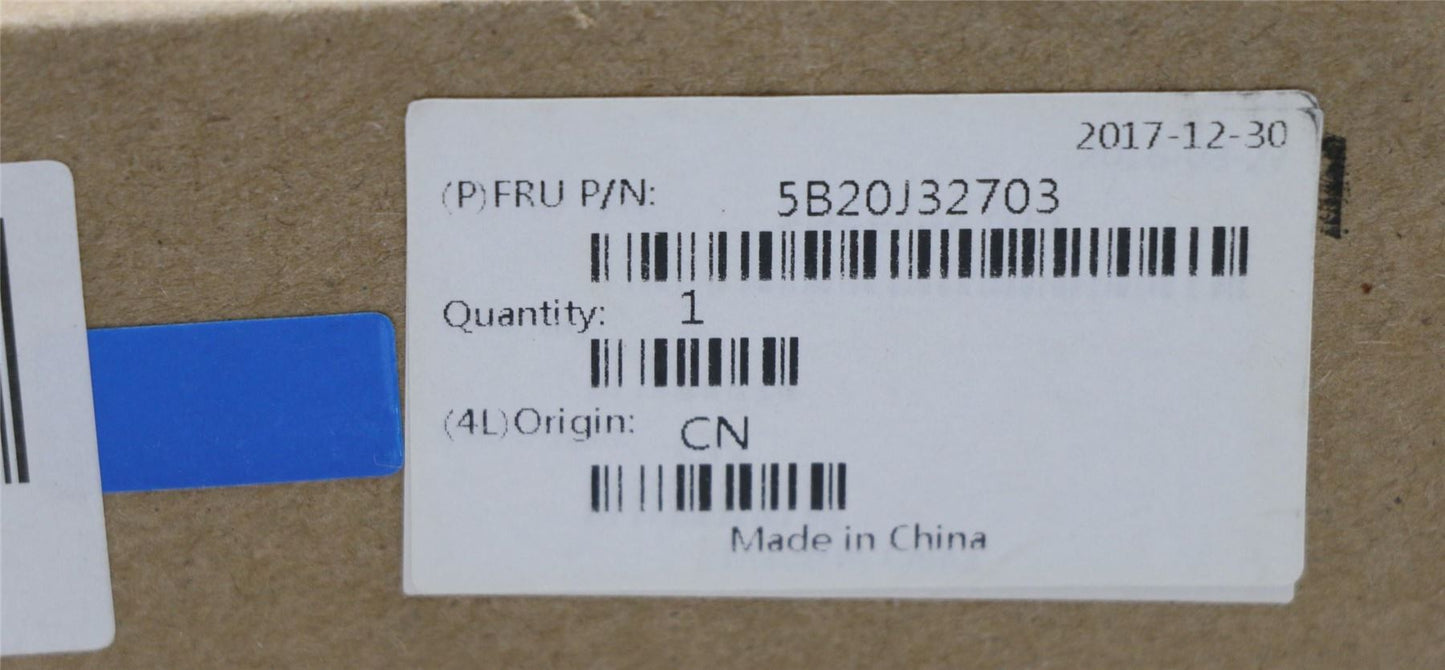 2017-12-30
(P)FRU P/N: 5B20J32703
Quantity: 1
(4L)Origin: CN
Made in China